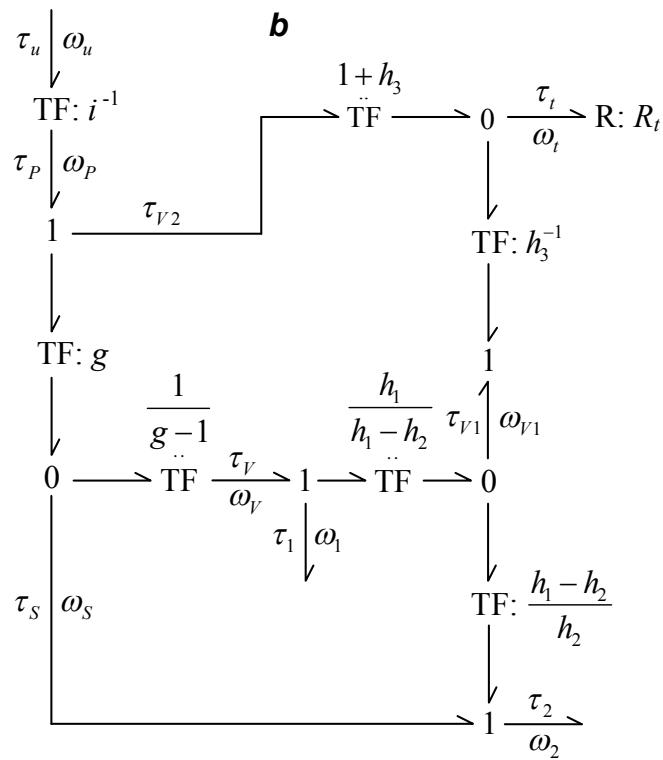 b
τ_u ω_u
TF: i^{-1}
τ_P ω_P
1
τ_{V2}
1 + h_3
..
TF
0
τ_t
ω_t
R: R_t
TF: h_3^{-1}
1
TF: g
0
1
g − 1
..
TF
τ_V
ω_V
1
h_1
h_1 − h_2
..
TF
0
τ_{V1} ω_{V1}
τ_1 ω_1
τ_S ω_S
TF: h_1 − h_2
h_2
1
τ_2
ω_2